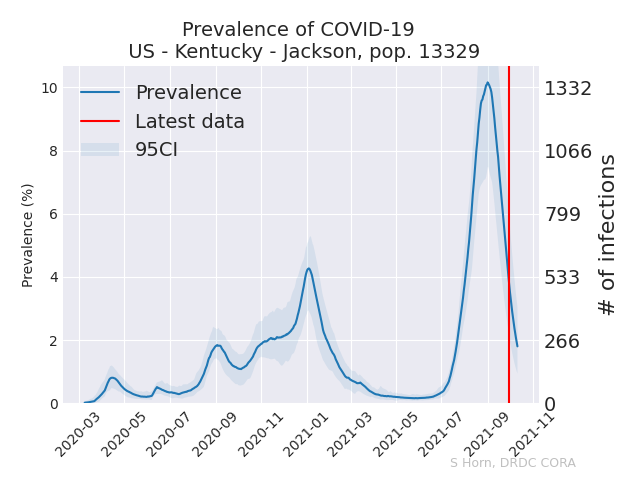 Prevalence of COVID-19
US - Kentucky - Jackson, pop. 13329
Prevalence
Latest data
95CI
10
8
6
4
2
0
Prevalence (%)
1332
1066
799
533
266
0
# of infections
2020-03
2020-05
2020-07
2020-09
2020-11
2021-01
2021-03
2021-05
2021-07
2021-09
2021-11
S Horn, DRDC CORA